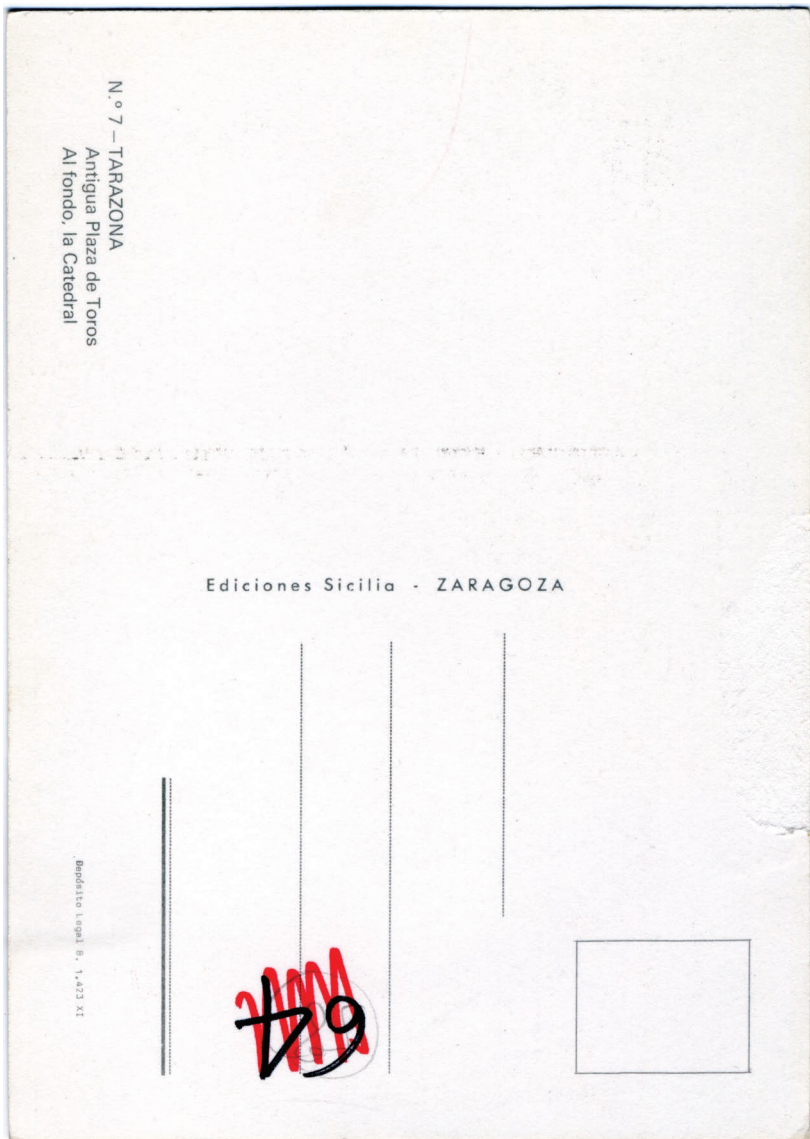 N.º 7 – TARAZONA
Antigua Plaza de Toros
Al fondo, la Catedral
Ediciones Sicilia - ZARAGOZA
Depósito Legal B. 1.423 XI
64